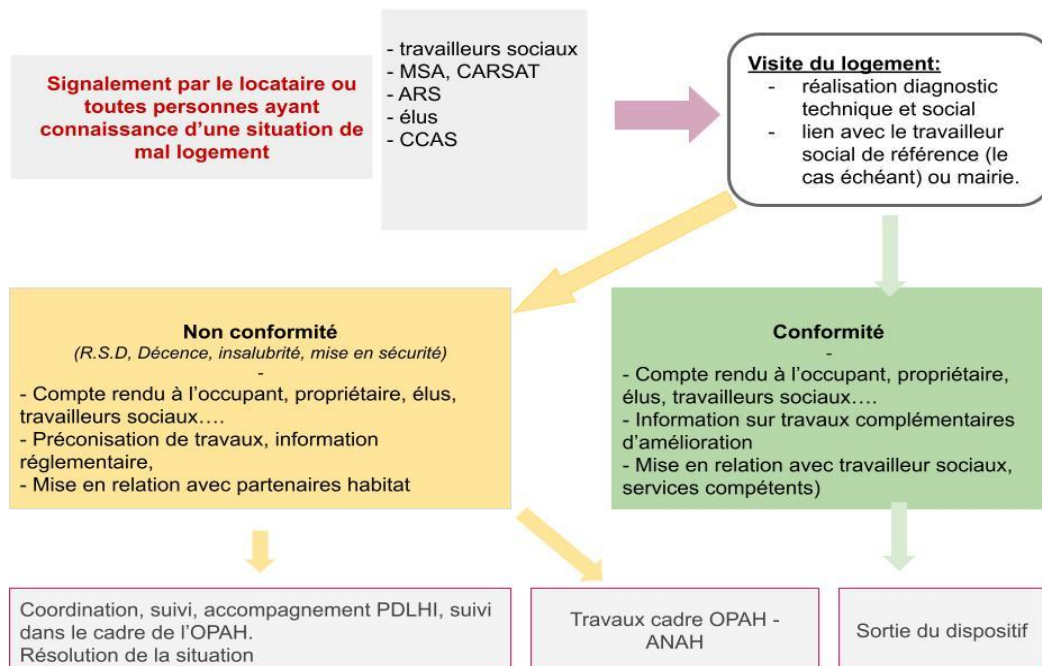 Signalement par le locataire ou
toutes personnes ayant
connaissance d'une situation de
mal logement
- travailleurs sociaux
- MSA, CARSAT
- ARS
- élus
- CCAS
Visite du logement:
- réalisation diagnostic
technique et social
- lien avec le travailleur
social de référence (le
cas échéant) ou mairie.
Non conformité
(R.S.D, Décence, insalubrité, mise en sécurité)
-
- Compte rendu à l'occupant, propriétaire, élus,
travailleurs sociaux….
- Préconisation de travaux, information
réglementaire,
- Mise en relation avec partenaires habitat
Conformité
-
- Compte rendu à l'occupant, propriétaire,
élus, travailleurs sociaux….
- Information sur travaux complémentaires
d'amélioration
- Mise en relation avec travailleur sociaux,
services compétents)
Coordination, suivi, accompagnement PDLHI, suivi
dans le cadre de l'OPAH.
Résolution de la situation
Travaux cadre OPAH -
ANAH
Sortie du dispositif